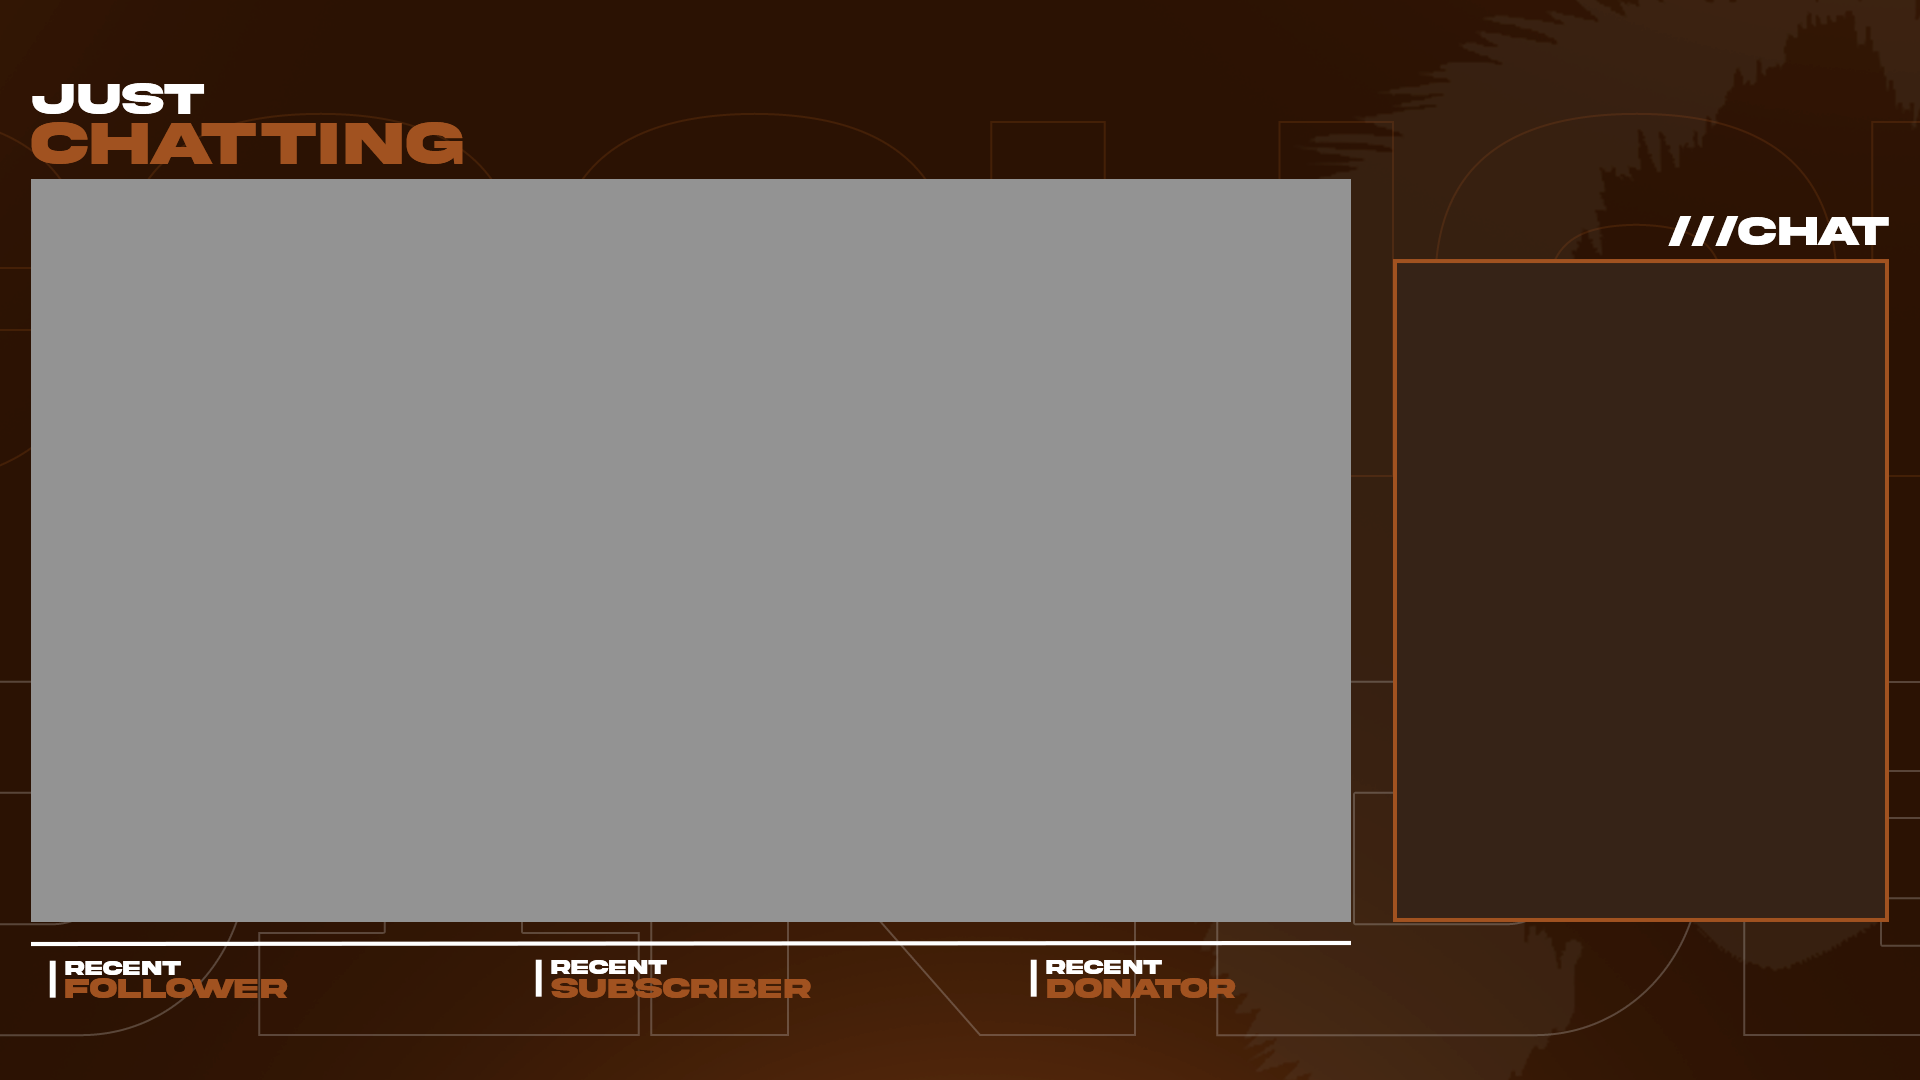 JUST
CHATTING
///CHAT
RECENT
FOLLOWER
RECENT
SUBSCRIBER
RECENT
DONATOR